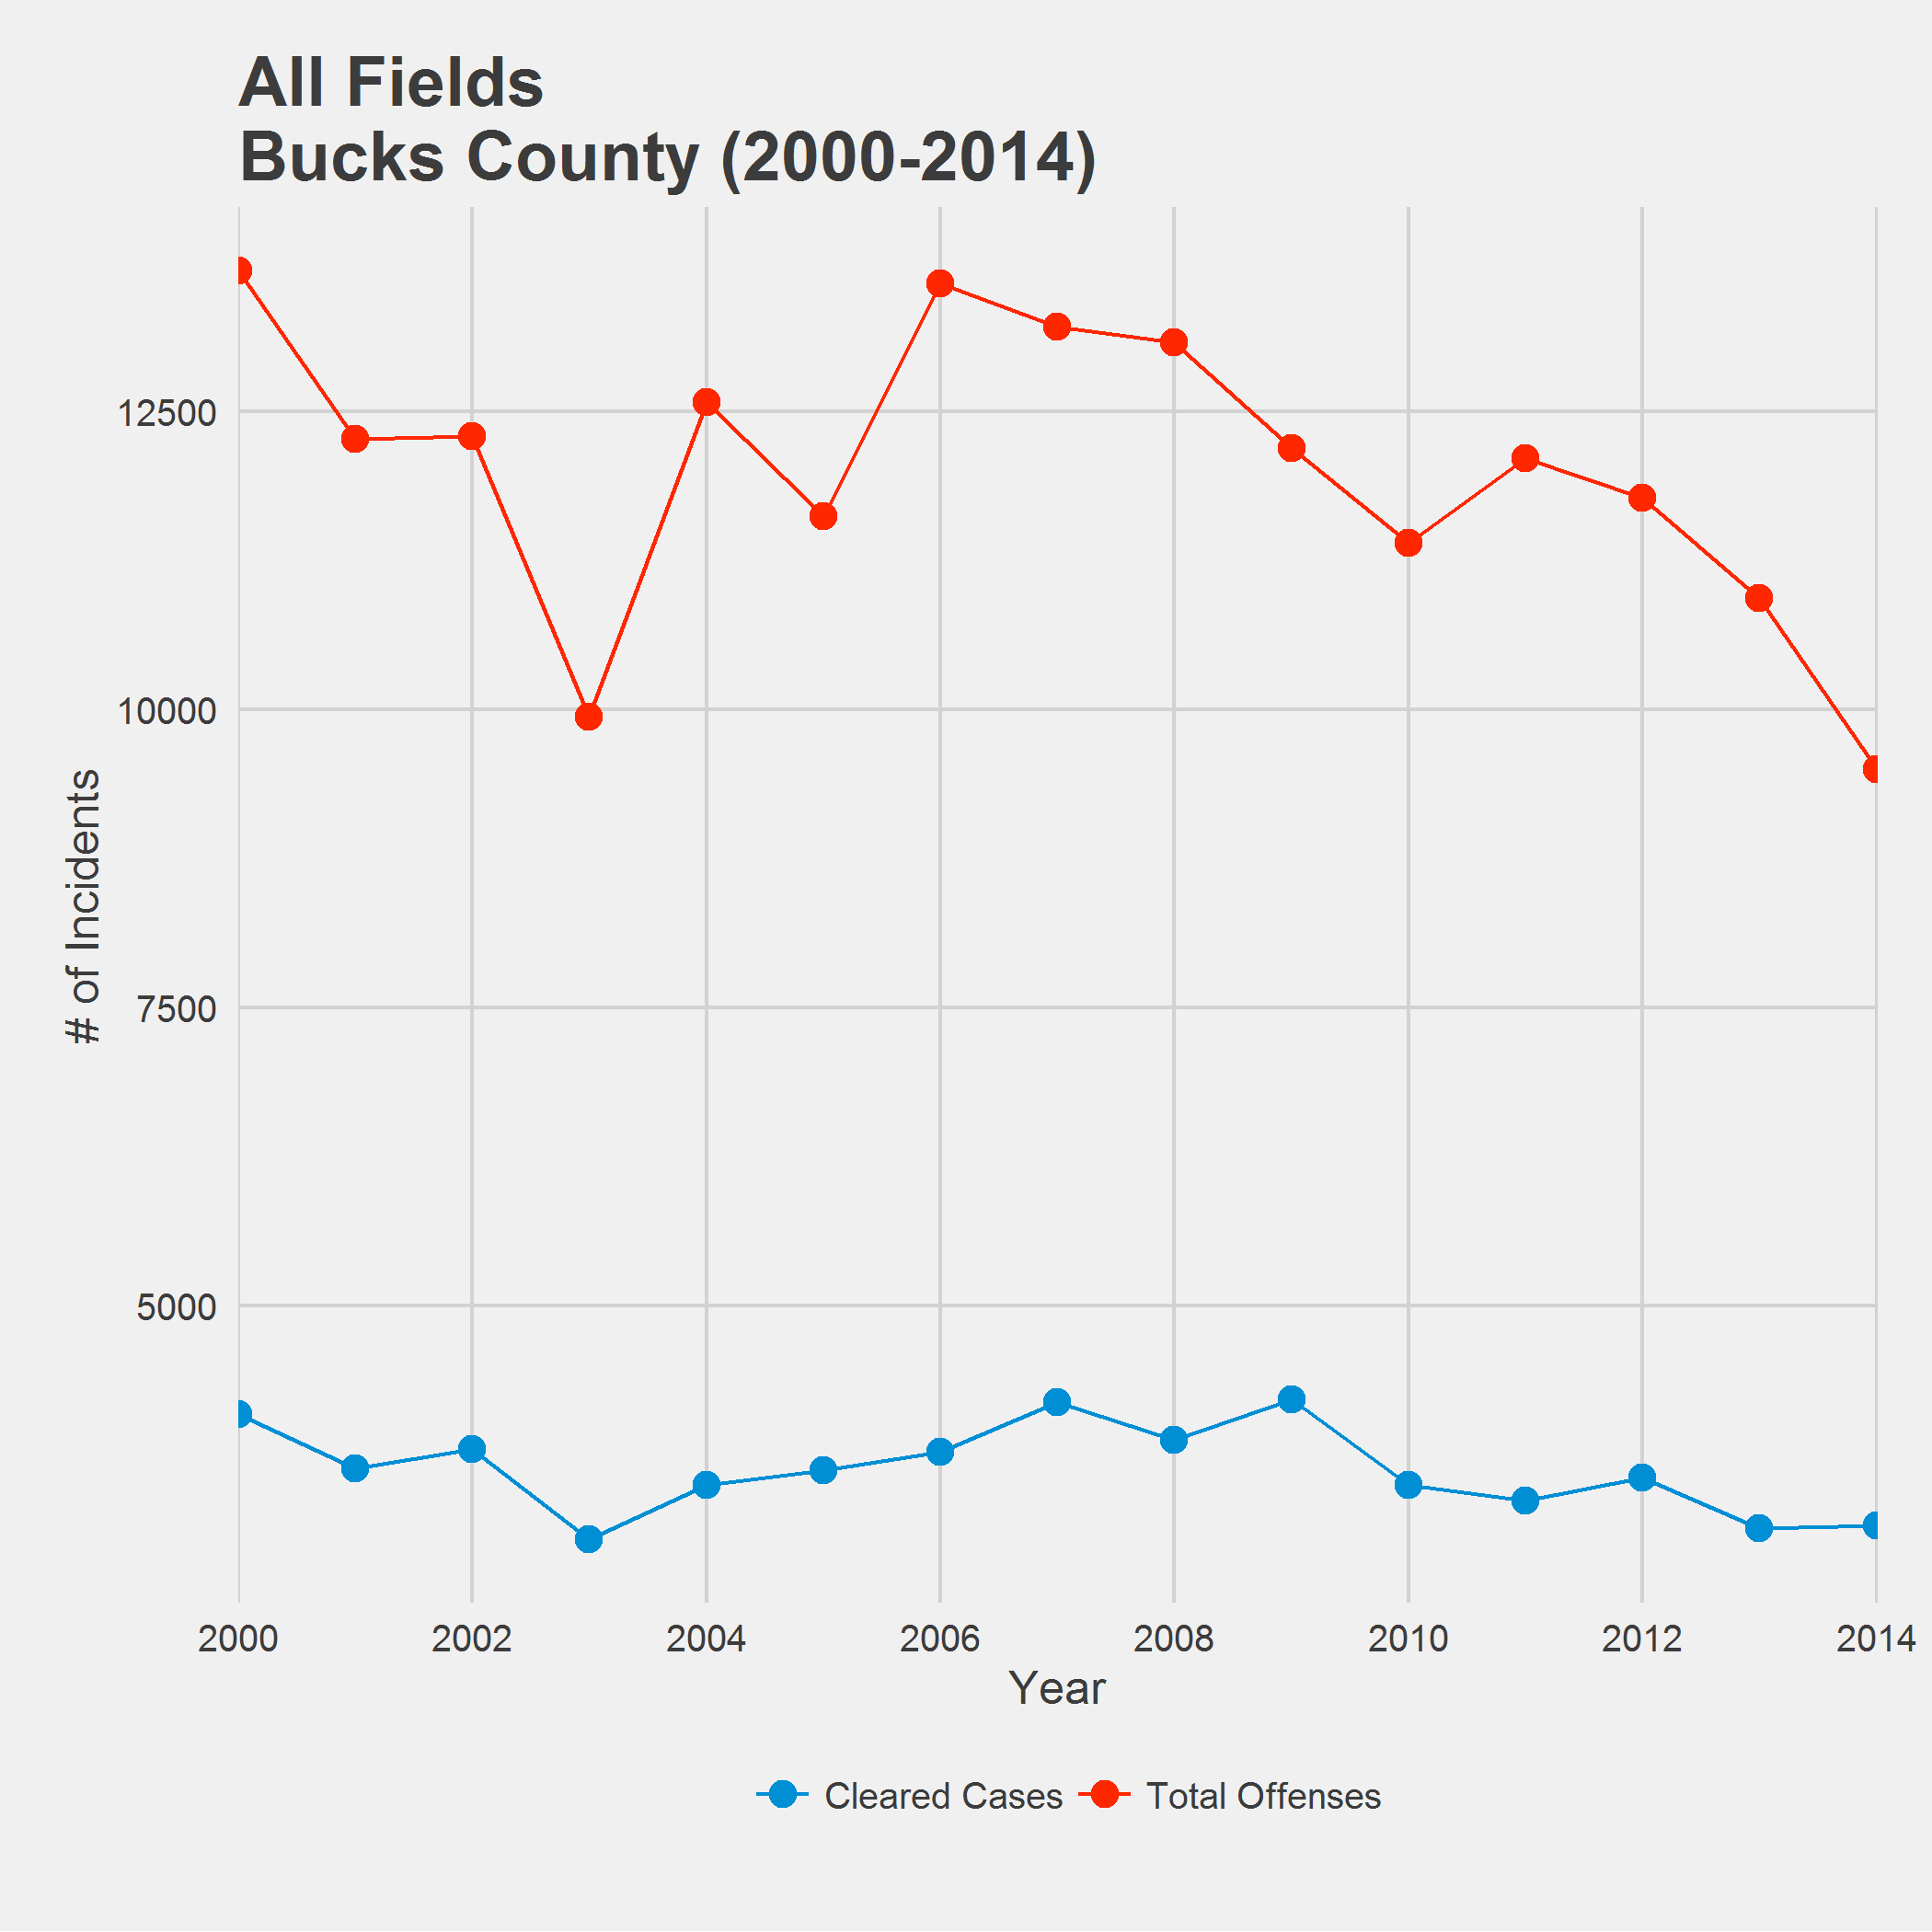 All Fields
Bucks County (2000-2014)
12500
10000
7500
5000
# of Incidents
2000 2002 2004 2006 2008 2010 2012 2014
Year
Cleared Cases Total Offenses